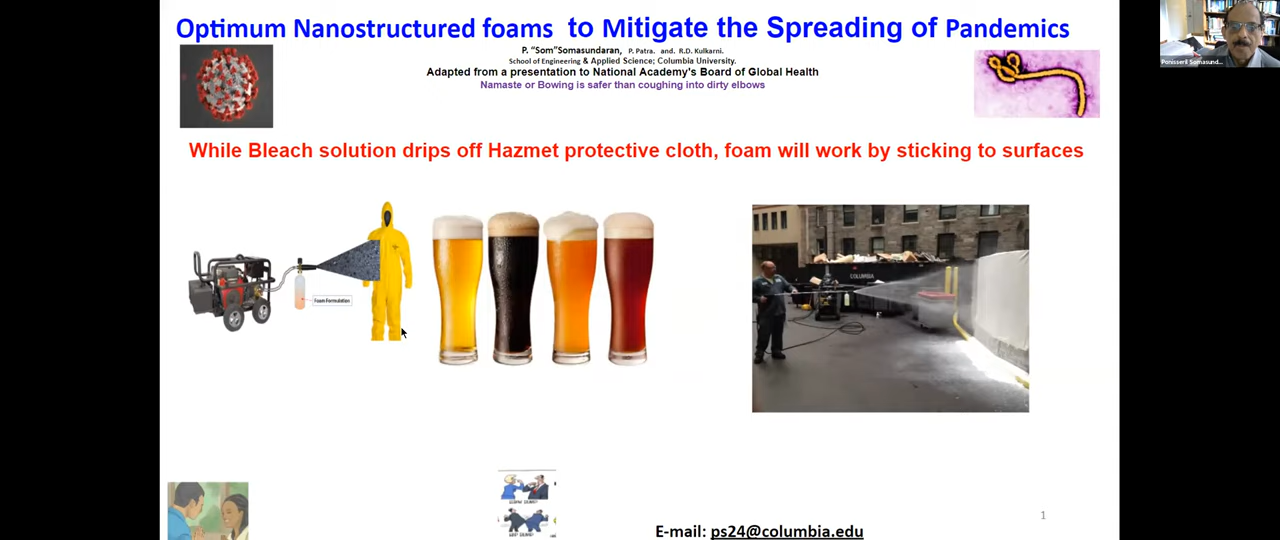 Optimum Nanostructured foams to Mitigate the Spreading of Pandemics
P. “Som”Somasundaran, P. Patra. and R.D. Kulkarni.
School of Engineering & Applied Science; Columbia University.
Adapted from a presentation to National Academy's Board of Global Health
Namaste or Bowing is safer than coughing into dirty elbows
Ponisseril Somasund...
While Bleach solution drips off Hazmet protective cloth, foam will work by sticking to surfaces
Foam Formulation
COLUMBIA
E-mail: ps24@columbia.edu
1